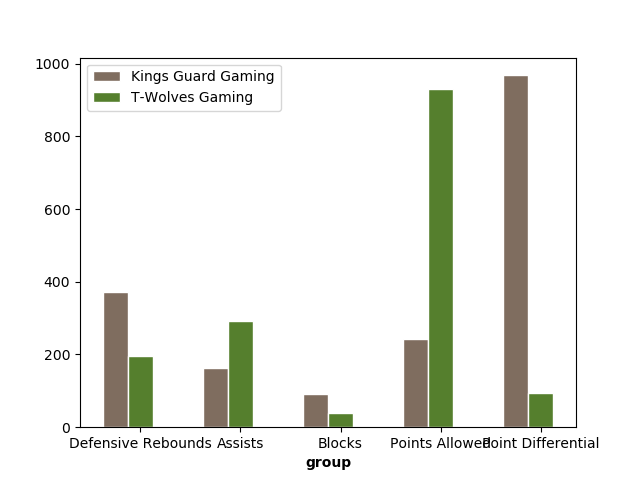 Kings Guard Gaming
T-Wolves Gaming
1000
800
600
400
200
0
Defensive Rebounds Assists Blocks Points Allowed Point Differential
group